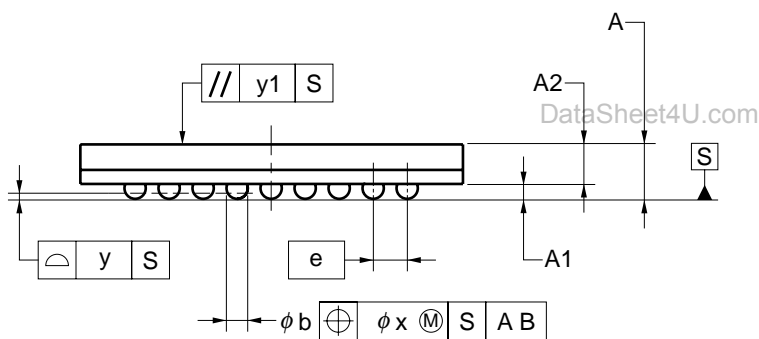 A
// y1 S
A2
DataSheet4U.com
S
⌓ y S
e
A1
ϕb ⌖ ϕx Ⓜ S A B